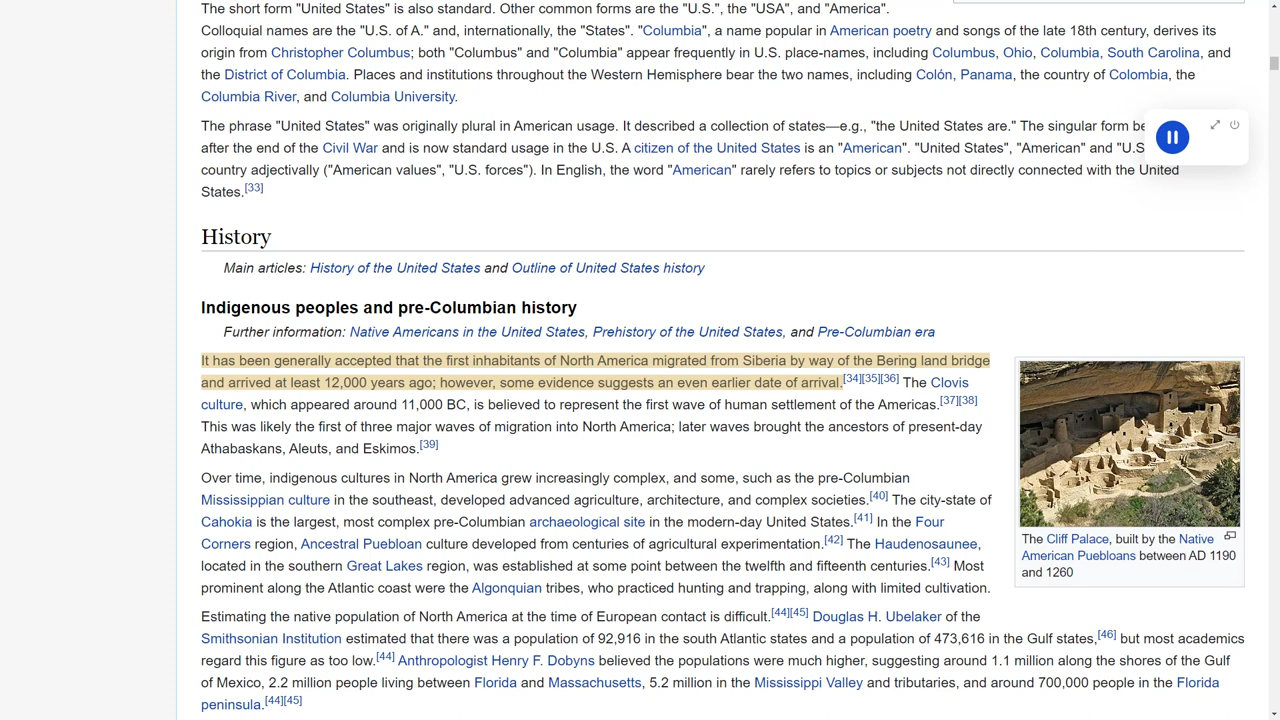 The short form "United States" is also standard. Other common forms are the "U.S.", the "USA", and "America".
Colloquial names are the "U.S. of A." and, internationally, the "States". "Columbia", a name popular in American poetry and songs of the late 18th century, derives its
origin from Christopher Columbus; both "Columbus" and "Columbia" appear frequently in U.S. place-names, including Columbus, Ohio, Columbia, South Carolina, and
the District of Columbia. Places and institutions throughout the Western Hemisphere bear the two names, including Colón, Panama, the country of Colombia, the
Columbia River, and Columbia University.
The phrase "United States" was originally plural in American usage. It described a collection of states—e.g., "the United States are." The singular form
after the end of the Civil War and is now standard usage in the U.S. A citizen of the United States is an "American". "United States", "American" and "U.S
country adjectivally ("American values", "U.S. forces"). In English, the word "American" rarely refers to topics or subjects not directly connected with the United
States.[33]
History
Main articles: History of the United States and Outline of United States history
Indigenous peoples and pre-Columbian history
Further information: Native Americans in the United States, Prehistory of the United States, and Pre-Columbian era
It has been generally accepted that the first inhabitants of North America migrated from Siberia by way of the Bering land bridge
and arrived at least 12,000 years ago; however, some evidence suggests an even earlier date of arrival.[34][35][36] The Clovis
culture, which appeared around 11,000 BC, is believed to represent the first wave of human settlement of the Americas.[37][38]
This was likely the first of three major waves of migration into North America; later waves brought the ancestors of present-day
Athabaskans, Aleuts, and Eskimos.[39]
Over time, indigenous cultures in North America grew increasingly complex, and some, such as the pre-Columbian
Mississippian culture in the southeast, developed advanced agriculture, architecture, and complex societies.[40] The city-state of
Cahokia is the largest, most complex pre-Columbian archaeological site in the modern-day United States.[41] In the Four
Corners region, Ancestral Puebloan culture developed from centuries of agricultural experimentation.[42] The Haudenosaunee,
located in the southern Great Lakes region, was established at some point between the twelfth and fifteenth centuries.[43] Most
prominent along the Atlantic coast were the Algonquian tribes, who practiced hunting and trapping, along with limited cultivation.
The Cliff Palace, built by the Native
American Puebloans between AD 1190
and 1260
Estimating the native population of North America at the time of European contact is difficult.[44][45] Douglas H. Ubelaker of the
Smithsonian Institution estimated that there was a population of 92,916 in the south Atlantic states and a population of 473,616 in the Gulf states,[46] but most academics
regard this figure as too low.[44] Anthropologist Henry F. Dobyns believed the populations were much higher, suggesting around 1.1 million along the shores of the Gulf
of Mexico, 2.2 million people living between Florida and Massachusetts, 5.2 million in the Mississippi Valley and tributaries, and around 700,000 people in the Florida
peninsula.[44][45]